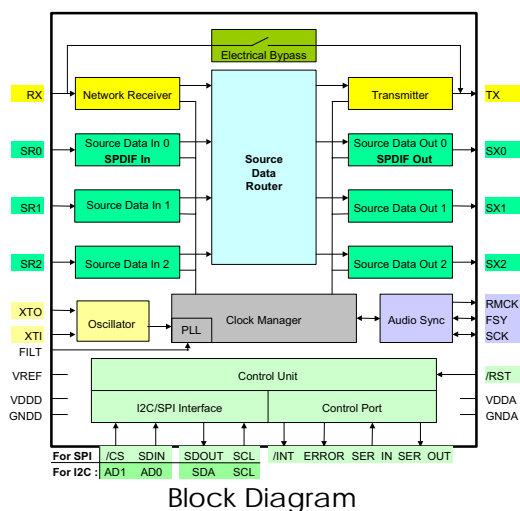 Electrical Bypass
RX
Network Receiver
Transmitter
TX
SR0
Source Data In 0
SPDIF In
Source
Data
Router
Source Data Out 0
SPDIF Out
SX0
SR1
Source Data In 1
Source Data Out 1
SX1
SR2
Source Data In 2
Source Data Out 2
SX2
XTO
XTI
FILT
Oscillator
PLL
Clock Manager
Audio Sync
RMCK
FSY
SCK
VREF
VDDD
GNDD
Control Unit
I2C/SPI Interface
Control Port
/RST
VDDA
GNDA
For SPI /CS SDIN SDOUT SCL /INT ERROR SER IN SER OUT
For I2C : AD1 AD0 SDA SCL
Block Diagram